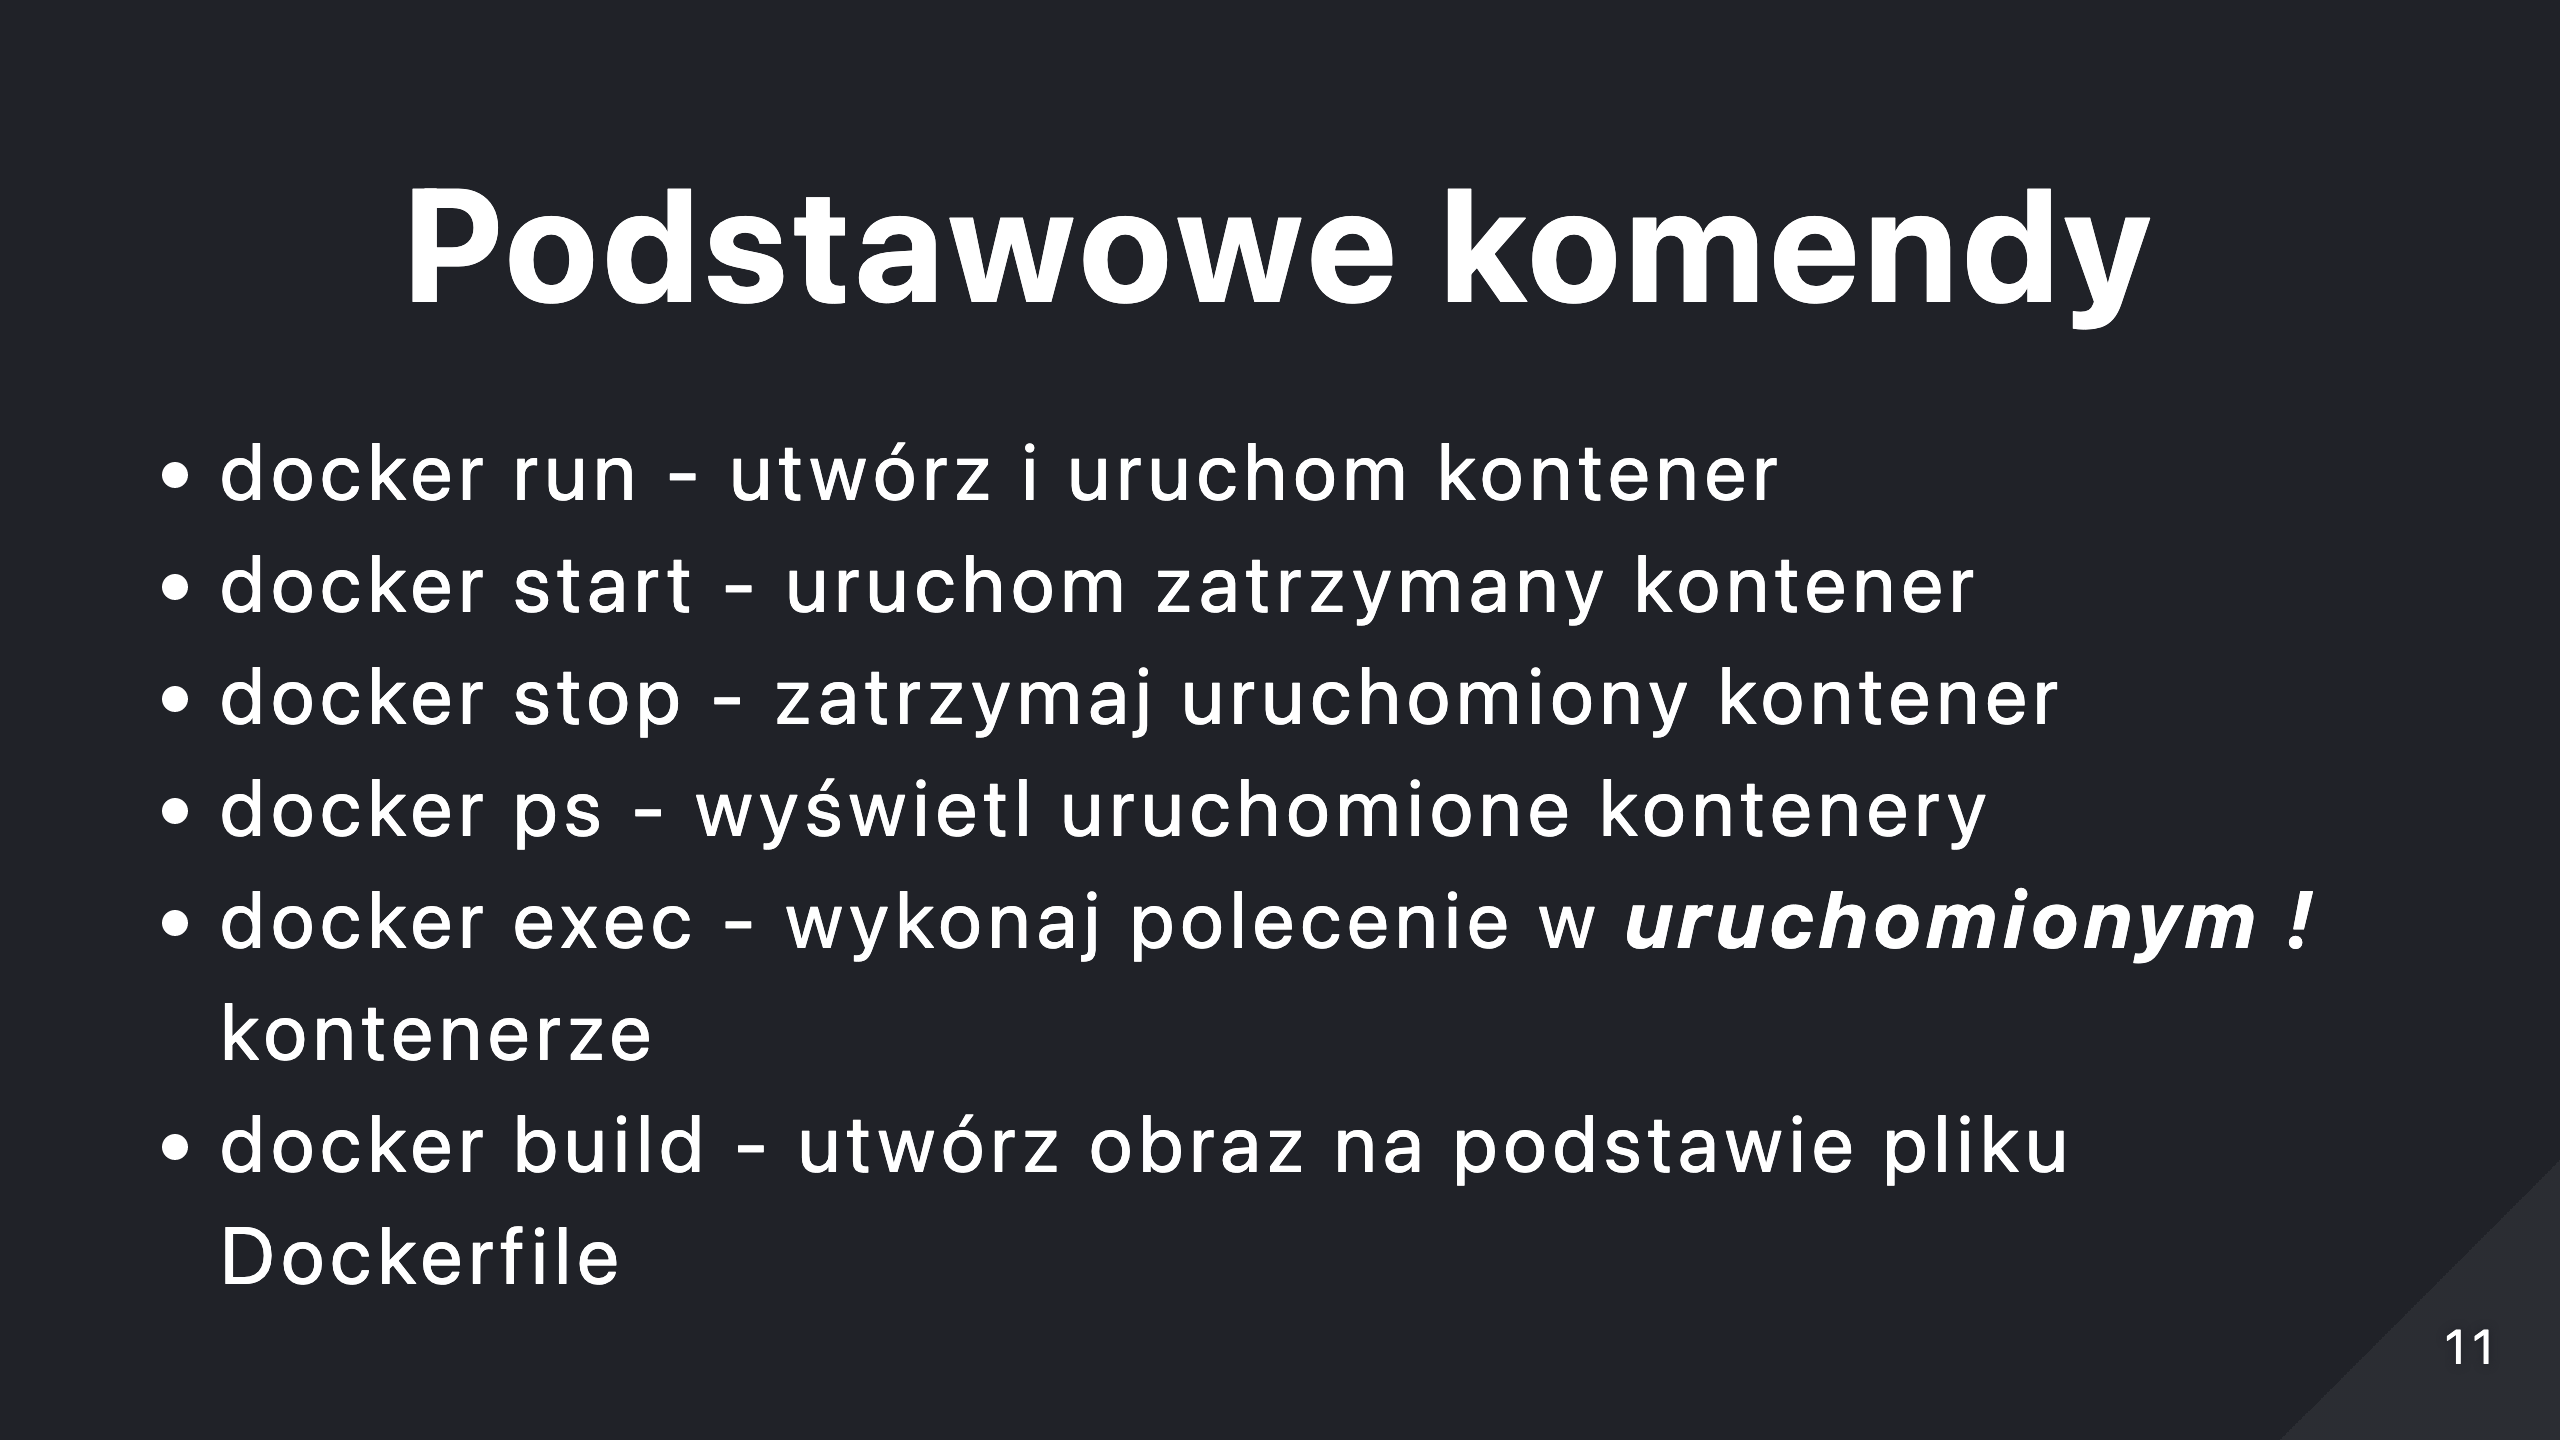 Podstawowe komendy
• docker run - utwórz i uruchom kontener
• docker start - uruchom zatrzymany kontener
• docker stop - zatrzymaj uruchomiony kontener
• docker ps - wyświetl uruchomione kontenery
• docker exec - wykonaj polecenie w uruchomionym !
kontenerze
• docker build - utwórz obraz na podstawie pliku
Dockerfile
11